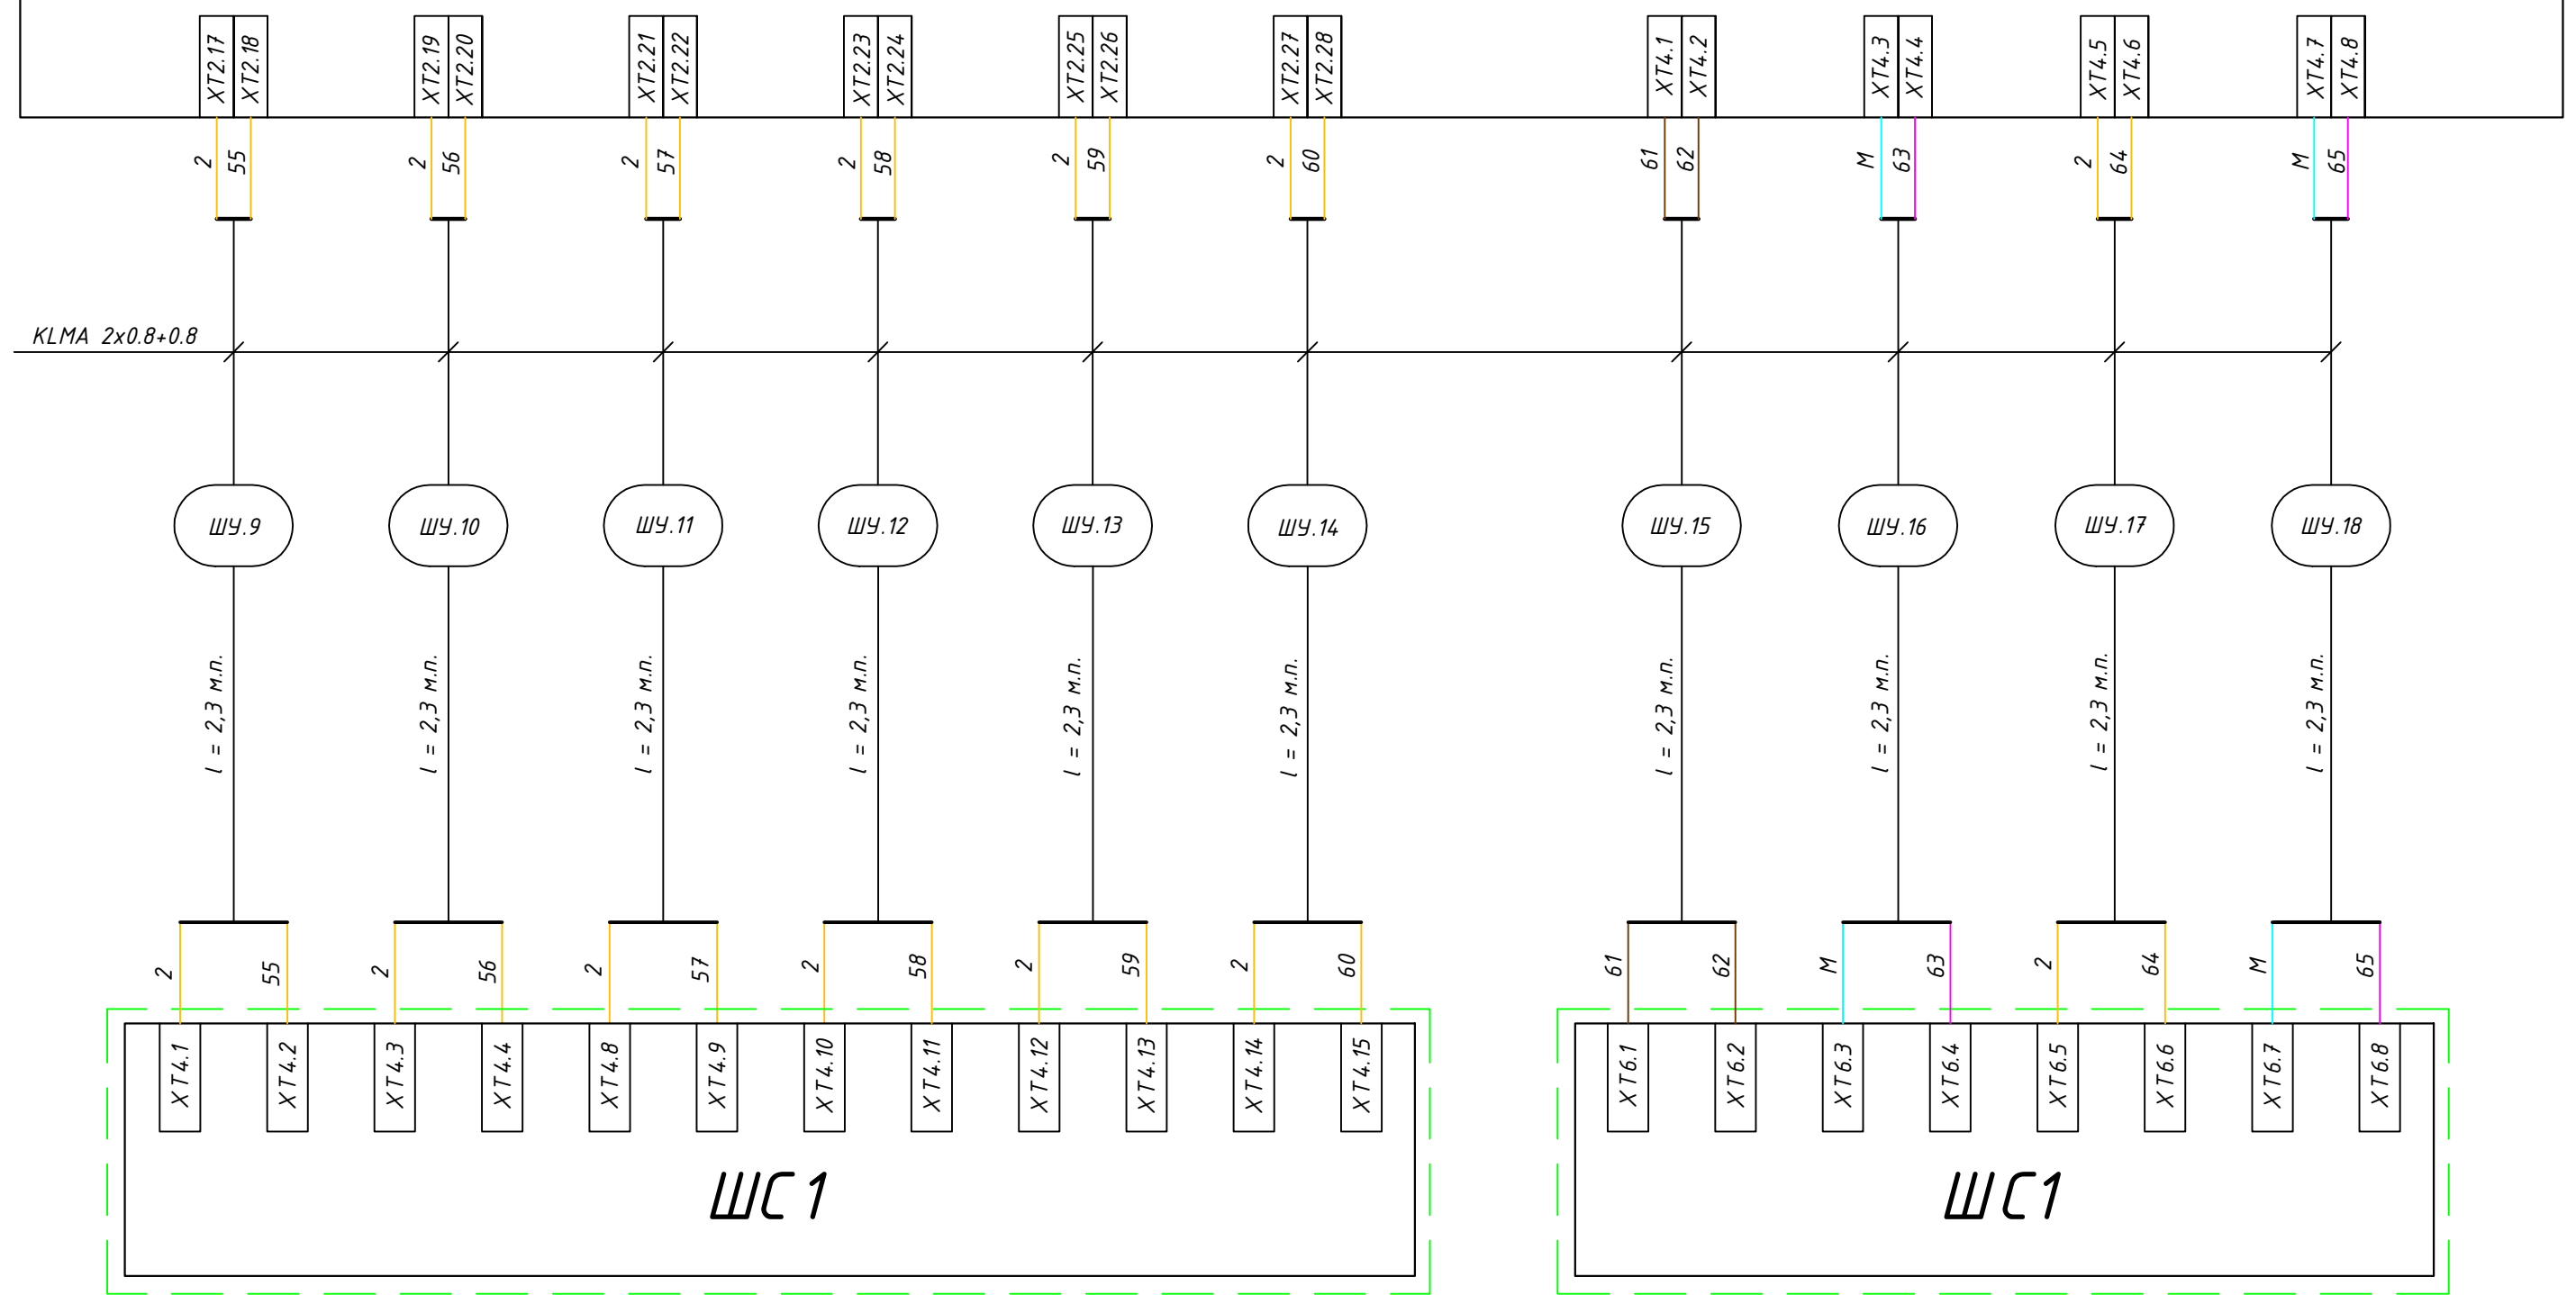 XT2.17 XT2.18 XT2.19 XT2.20 XT2.21 XT2.22 XT2.23 XT2.24 XT2.25 XT2.26 XT2.27 XT2.28 XT4.1 XT4.2 XT4.3 XT4.4 XT4.5 XT4.6 XT4.7 XT4.8
2 55 2 56 2 57 2 58 2 59 2 60 61 62 M 63 2 64 M 65
KLMA 2x0.8+0.8
ШУ.9 ШУ.10 ШУ.11 ШУ.12 ШУ.13 ШУ.14 ШУ.15 ШУ.16 ШУ.17 ШУ.18
l = 2,3 м.п. l = 2,3 м.п. l = 2,3 м.п. l = 2,3 м.п. l = 2,3 м.п. l = 2,3 м.п. l = 2,3 м.п. l = 2,3 м.п. l = 2,3 м.п. l = 2,3 м.п.
2 55 2 56 2 57 2 58 2 59 2 60 61 62 M 63 2 64 M 65
XT4.1 XT4.2 XT4.3 XT4.4 XT4.8 XT4.9 XT4.10 XT4.11 XT4.12 XT4.13 XT4.14 XT4.15 XT6.1 XT6.2 XT6.3 XT6.4 XT6.5 XT6.6 XT6.7 XT6.8
ШС1 ШС1